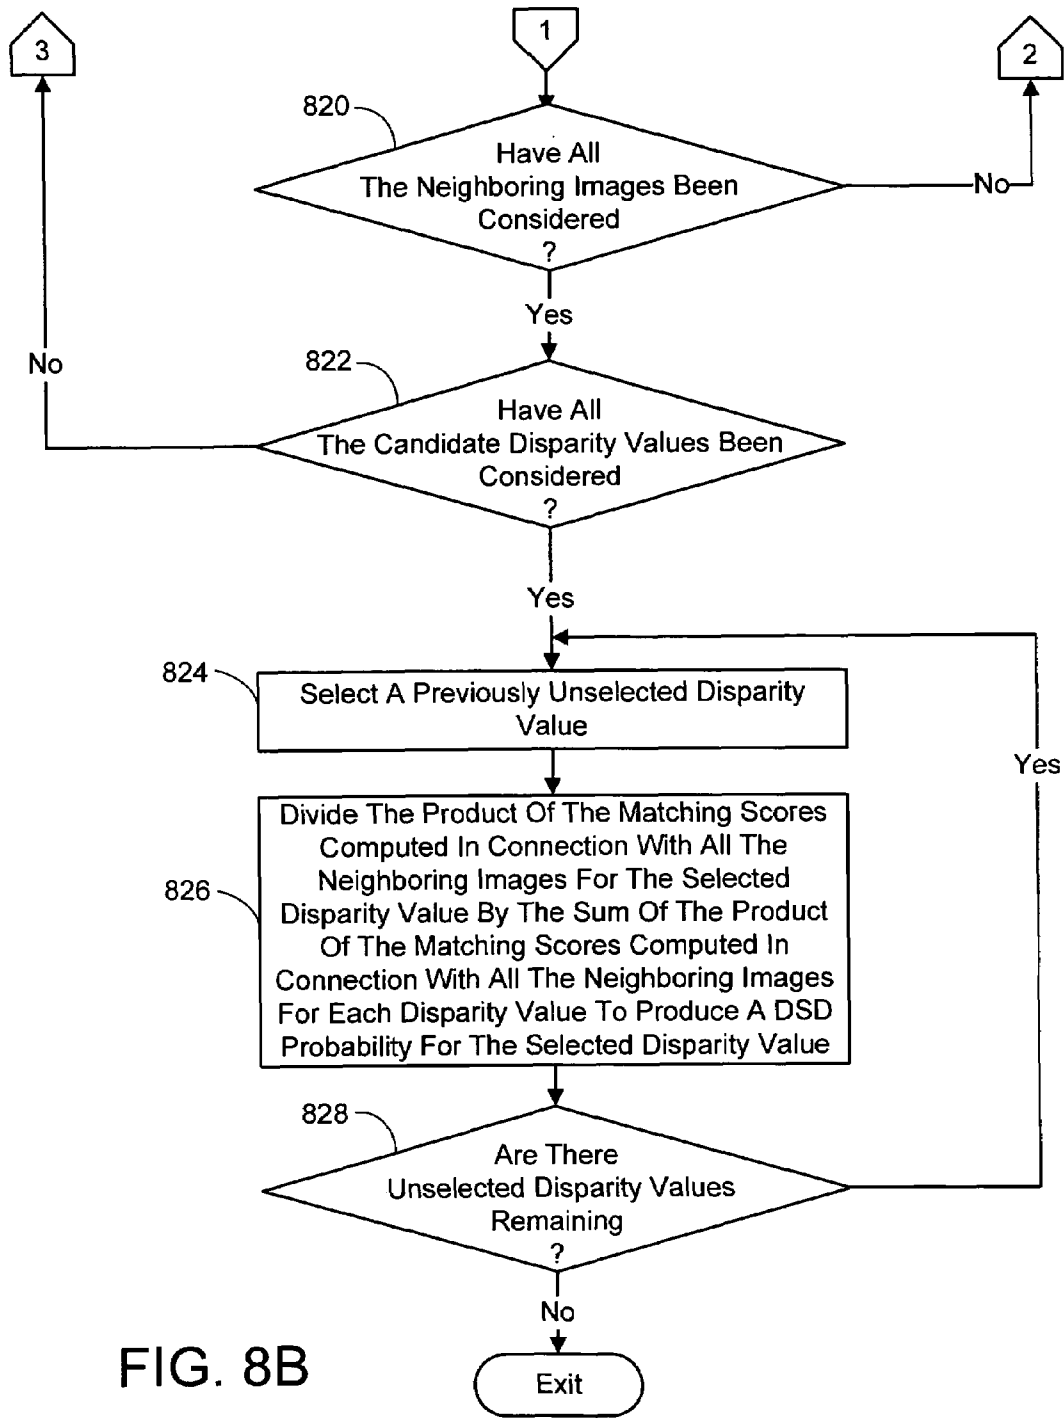 3
1
2
820
Have All
The Neighboring Images Been
Considered
?
No
Yes
No
822
Have All
The Candidate Disparity Values Been
Considered
?
Yes
824
Select A Previously Unselected Disparity
Value
Yes
826
Divide The Product Of The Matching Scores
Computed In Connection With All The
Neighboring Images For The Selected
Disparity Value By The Sum Of The Product
Of The Matching Scores Computed In
Connection With All The Neighboring Images
For Each Disparity Value To Produce A DSD
Probability For The Selected Disparity Value
828
Are There
Unselected Disparity Values
Remaining
?
No
FIG. 8B
Exit